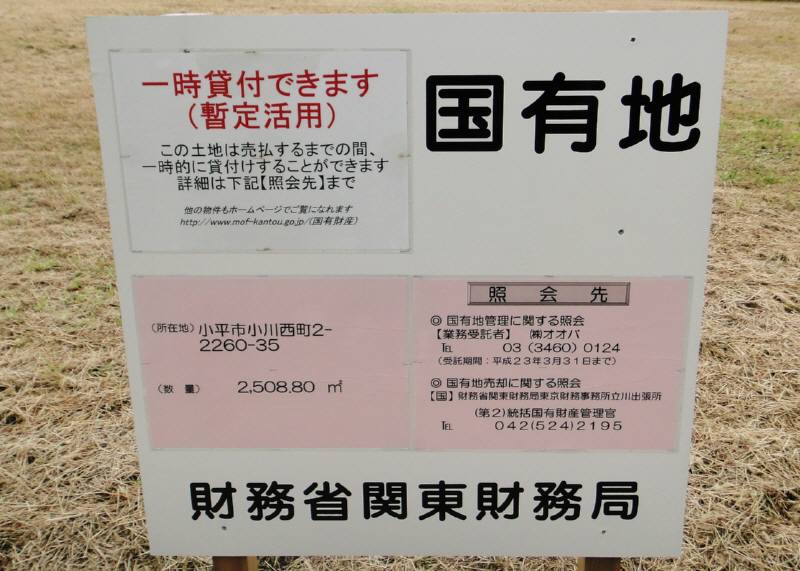 一時貸付できます
（暫定活用）
この土地は売払するまでの間、
一時的に貸付けすることができます
詳細は下記【照会先】まで
他の物件もホームページでご覧になれます
http://www.mof-kantou.go.jp/(国有財産)
国有地
（所在地） 小平市小川西町2-
2260-35
（数 量） 2,508.80 ㎡
照会先
◎ 国有地管理に関する照会
【業務受託者】 ㈱オオバ
℡ 03 (3460) 0124
（受託期間：平成２３年３月３１日まで）
◎ 国有地売却に関する照会
【国】財務省関東財務局東京財務事務所立川出張所
（第２）統括国有財産管理官
℡ 042(524)2195
財務省関東財務局